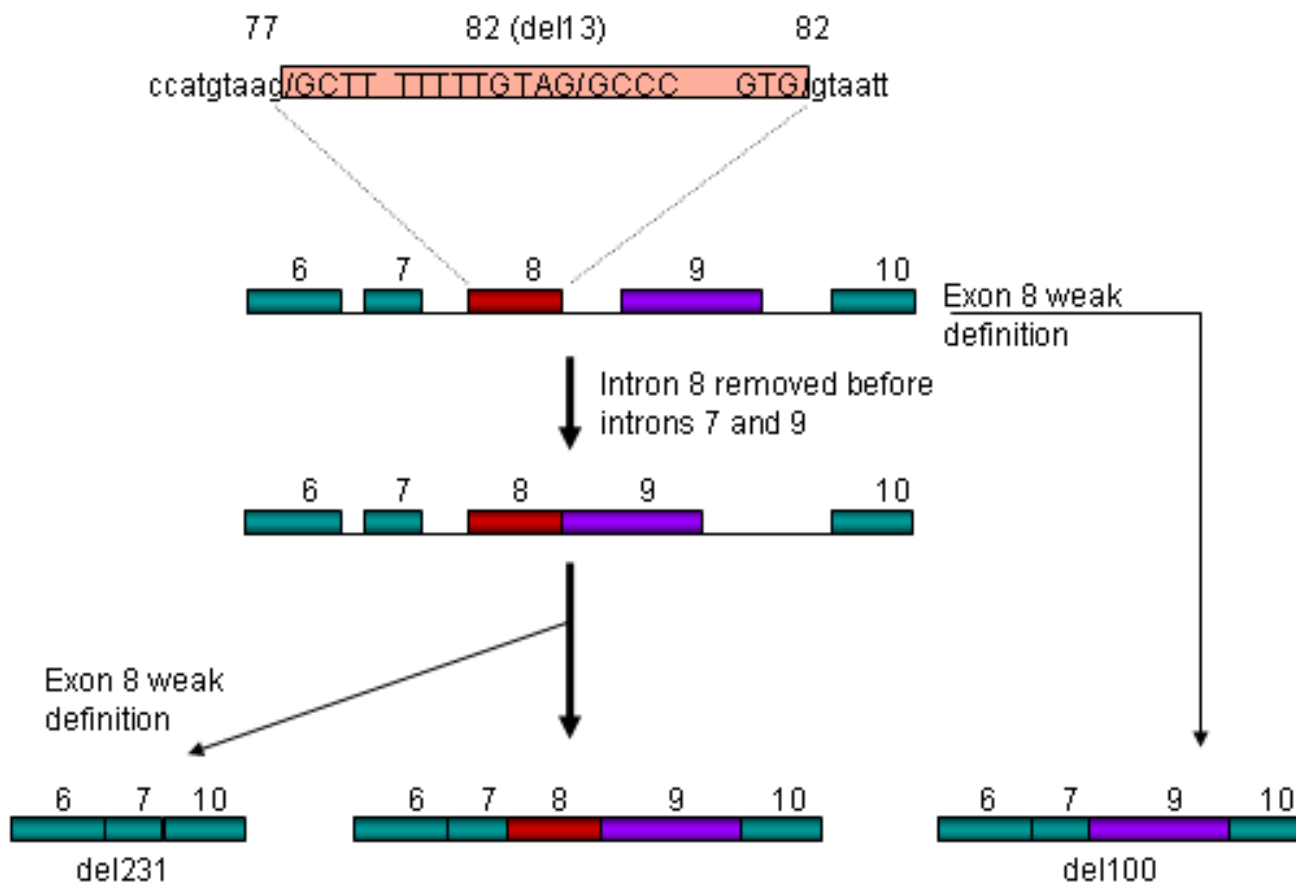 77 82 (del13) 82
ccatgtaag/GCTT TTTTTGTAG/GCCC GTG/gtaatt
6 7 8 9 10
Exon 8 weak
definition
Intron 8 removed before
introns 7 and 9
6 7 8 9 10
Exon 8 weak
definition
6 7 10 6 7 8 9 10 6 7 9 10
del231 del100